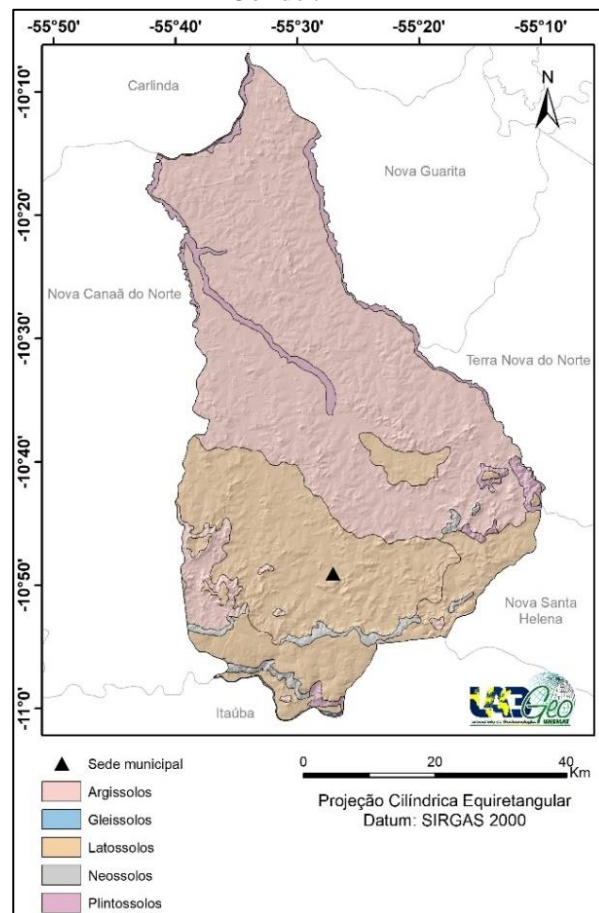 -55°50' -55°40' -55°30' -55°20' -55°10'
-10°10'
-10°20'
-10°30'
-10°40'
-10°50'
-11°0'
N
Carlinda
Nova Guarita
Nova Canaã do Norte
Terra Nova do Norte
Nova Santa
Helena
Itaúba
Geo
UNEMAT
Sede municipal
Argissolos
Gleissolos
Latossolos
Neossolos
Plintossolos
0 20 40
Km
Projeção Cilíndrica Equiretangular
Datum: SIRGAS 2000